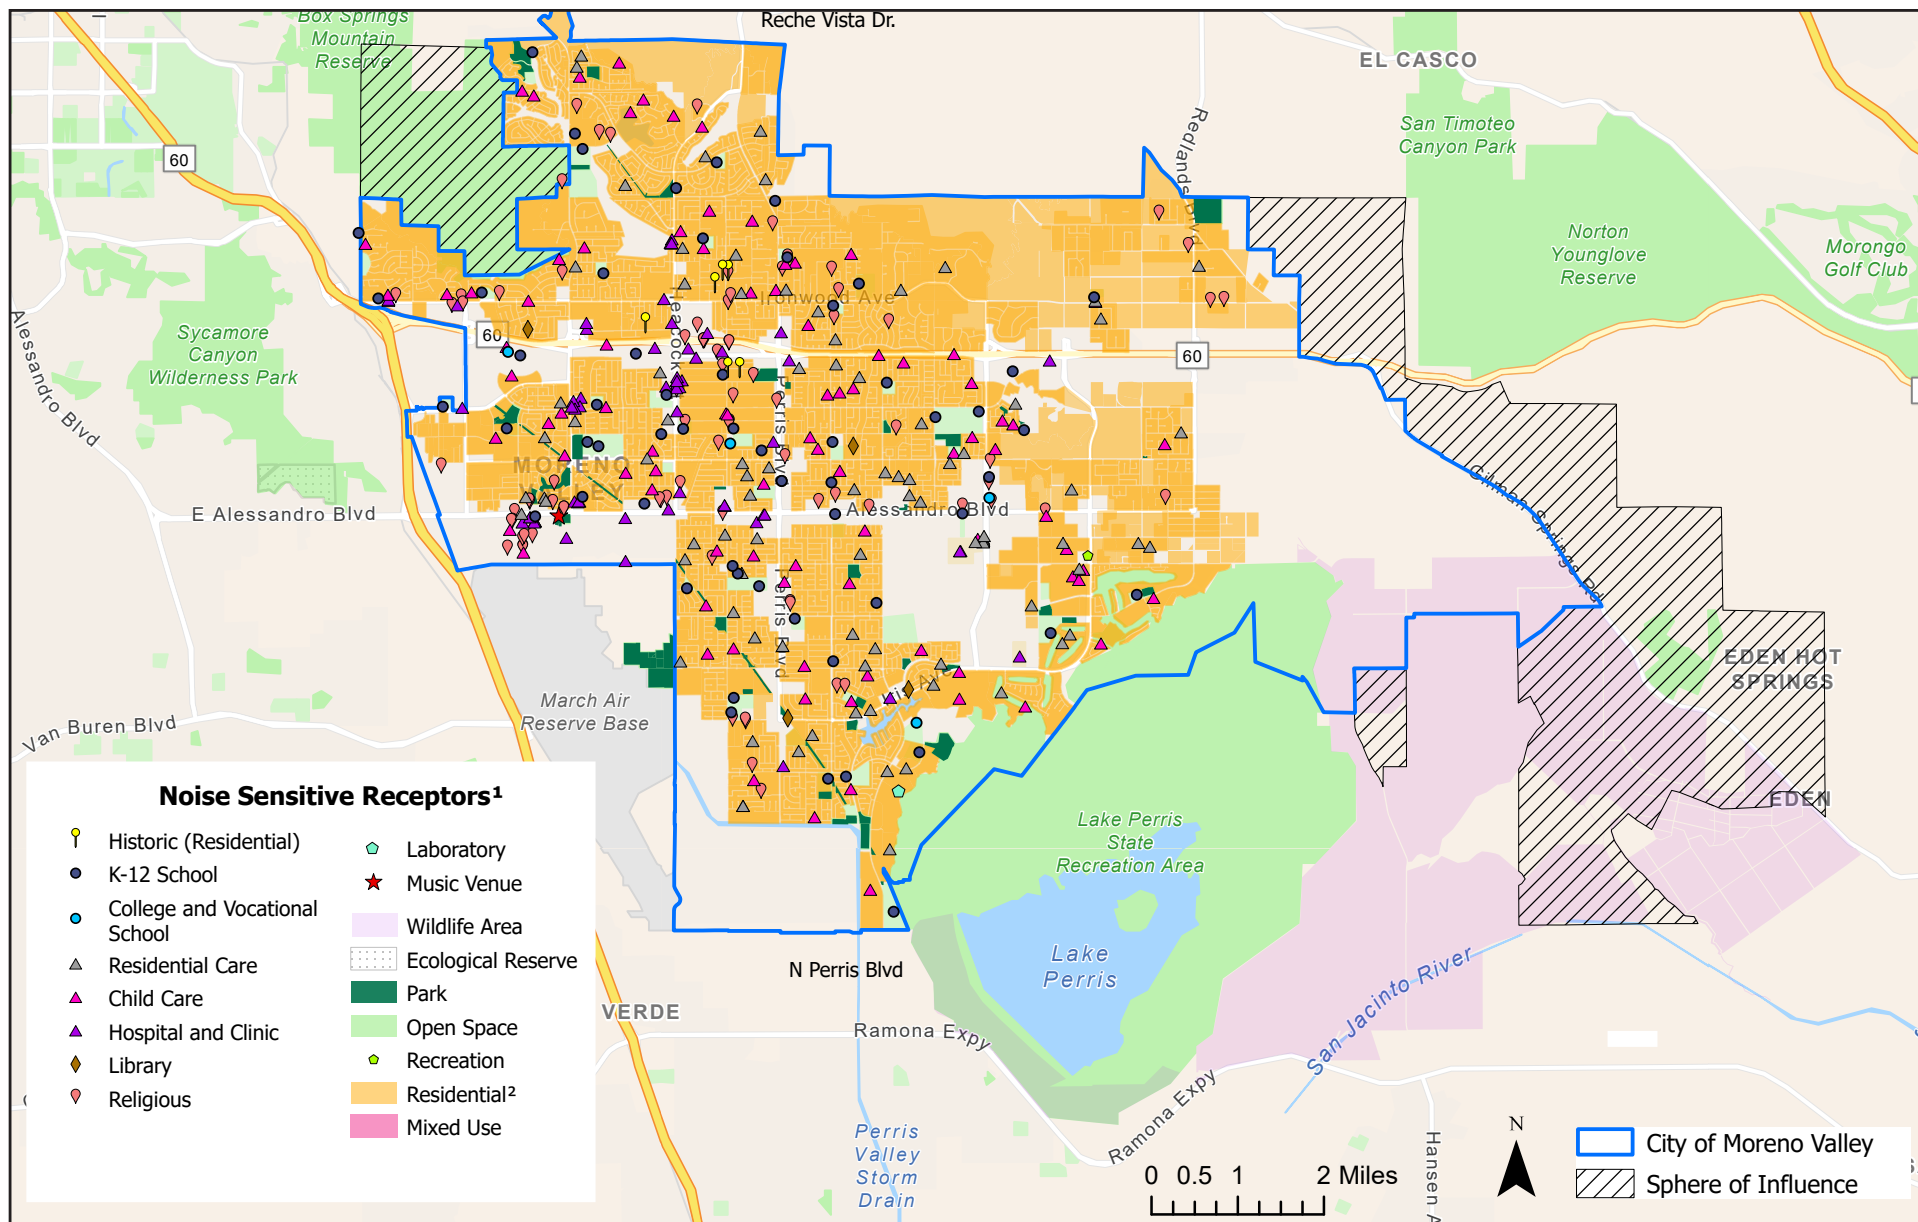 Box Springs
Mountain
Reserve
Reche Vista Dr.
EL CASCO
San Timoteo
Canyon Park
Redlands Blvd
60
Norton
Younglove
Reserve
Morongo
Golf Club
Ironwood Ave
Heacock
60
60
Sycamore
Canyon
Wilderness Park
Alessandro Blvd
Perris Blvd
MORENO
VALLEY
E Alessandro Blvd
Alessandro Blvd
Gilman Springs Rd
Perris Blvd
EDEN HOT
SPRINGS
March Air
Reserve Base
Iris Ave
Van Buren Blvd
EDEN
Lake Perris
State
Recreation Area
Lake
Perris
N Perris Blvd
VERDE
Ramona Expy
San Jacinto River
Ramona Expy
Perris
Valley
Storm
Drain
Hansen A
Noise Sensitive Receptors¹
Historic (Residential)
K-12 School
College and Vocational
School
Residential Care
Child Care
Hospital and Clinic
Library
Religious
Laboratory
Music Venue
Wildlife Area
Ecological Reserve
Park
Open Space
Recreation
Residential²
Mixed Use
0 0.5 1 2 Miles
N
City of Moreno Valley
Sphere of Influence